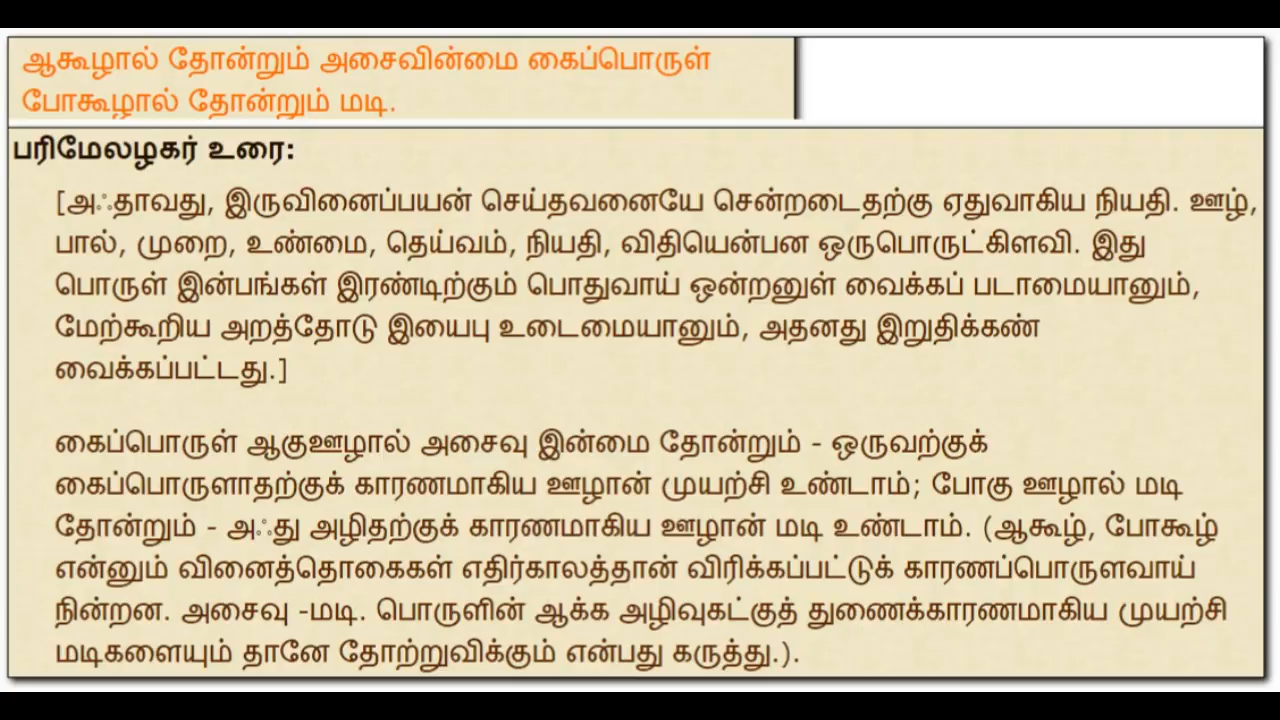 ஆகூழால் தோன்றும் அசைவின்மை கைப்பொருள்
போகூழால் தோன்றும் மடி.
பரிமேலழகர் உரை:
[அஃதாவது, இருவினைப்பயன் செய்தவனையே சென்றடைதற்கு ஏதுவாகிய நியதி. ஊழ்,
பால், முறை, உண்மை, தெய்வம், நியதி, விதியென்பன ஒருபொருட்கிளவி. இது
பொருள் இன்பங்கள் இரண்டிற்கும் பொதுவாய் ஒன்றனுள் வைக்கப் படாமையானும்,
மேற்கூறிய அறத்தோடு இயைபு உடைமையானும், அதனது இறுதிக்கண்
வைக்கப்பட்டது.]
கைப்பொருள் ஆகுஊழால் அசைவு இன்மை தோன்றும் - ஒருவற்குக்
கைப்பொருளாதற்குக் காரணமாகிய ஊழான் முயற்சி உண்டாம்; போகு ஊழால் மடி
தோன்றும் - அஃது அழிதற்குக் காரணமாகிய ஊழான் மடி உண்டாம். (ஆகூழ், போகூழ்
என்னும் வினைத்தொகைகள் எதிர்காலத்தான் விரிக்கப்பட்டுக் காரணப்பொருளவாய்
நின்றன. அசைவு -மடி. பொருளின் ஆக்க அழிவுகட்குத் துணைக்காரணமாகிய முயற்சி
மடிகளையும் தானே தோற்றுவிக்கும் என்பது கருத்து.).